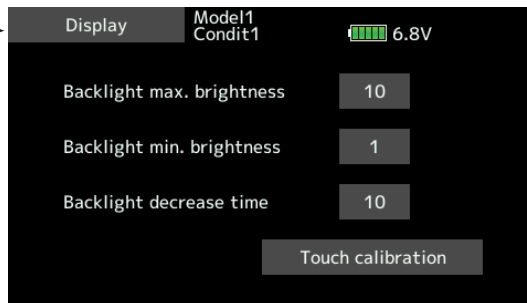 Display
Model1
Condit1
6.8V
Backlight max. brightness 10
Backlight min. brightness 1
Backlight decrease time 10
Touch calibration